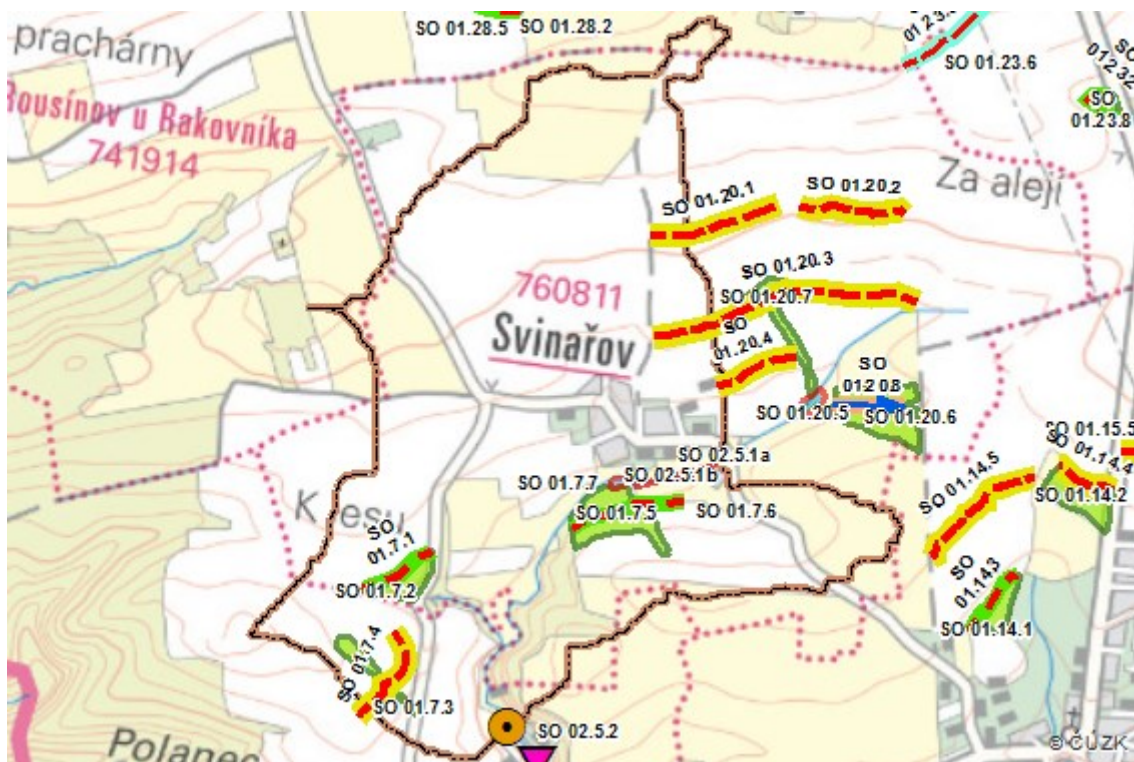 SO 01.28.5
SO 01.28.2
SO 01.23.6
prachárny
Rousínov u Rakovníka
741914
SO
01.23.8
Za alejí
SO 01.20.1
SO 01.20.2
SO 01.20.3
760811
SO 01.20.7
Svinařov
SO
01.20.4
SO
01.20.8
SO 01.20.5
SO 01.20.6
SO 01.15.5
SO 01.14.4
SO 02.5.1a
SO 01.7.7
SO 02.5.1b
SO 01.14.5
SO 01.14.2
SO 01.7.5
SO 01.7.6
SO
01.7.1
SO 01.7.2
SO
01.14.3
SO 01.14.1
SO 01.7.4
SO 01.7.3
SO 02.5.2
© ČÚZK